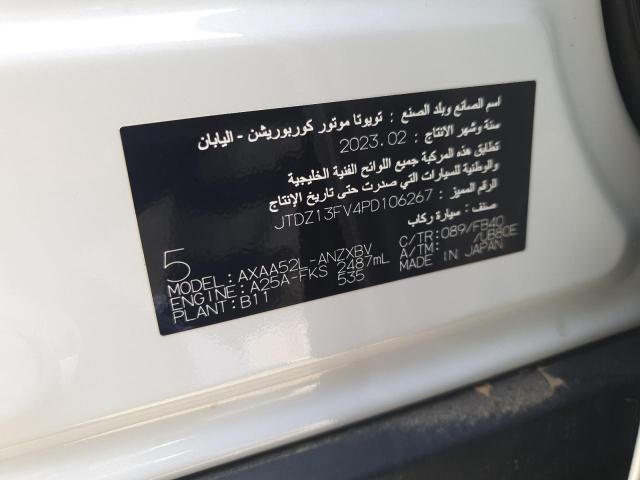 اسم الصانع وبلد الصنع : تويوتا موتور كوربوريشن - اليابان
سنة وشهر الانتاج : 2023.02
تطابق هذه المركبة جميع اللوائح الفنية الخليجية
والوطنية للسيارات التي صدرت حتى تاريخ الإنتاج
الرقم المميز : JTDZ13FV4PD106267
صنف : سيارة ركاب
5
MODEL: AXAA52L-ANZXBV C/TR: 089/FB40
ENGINE: A25A-FKS 2487mL A/TM: /UB80E
PLANT: B11 535 MADE IN JAPAN